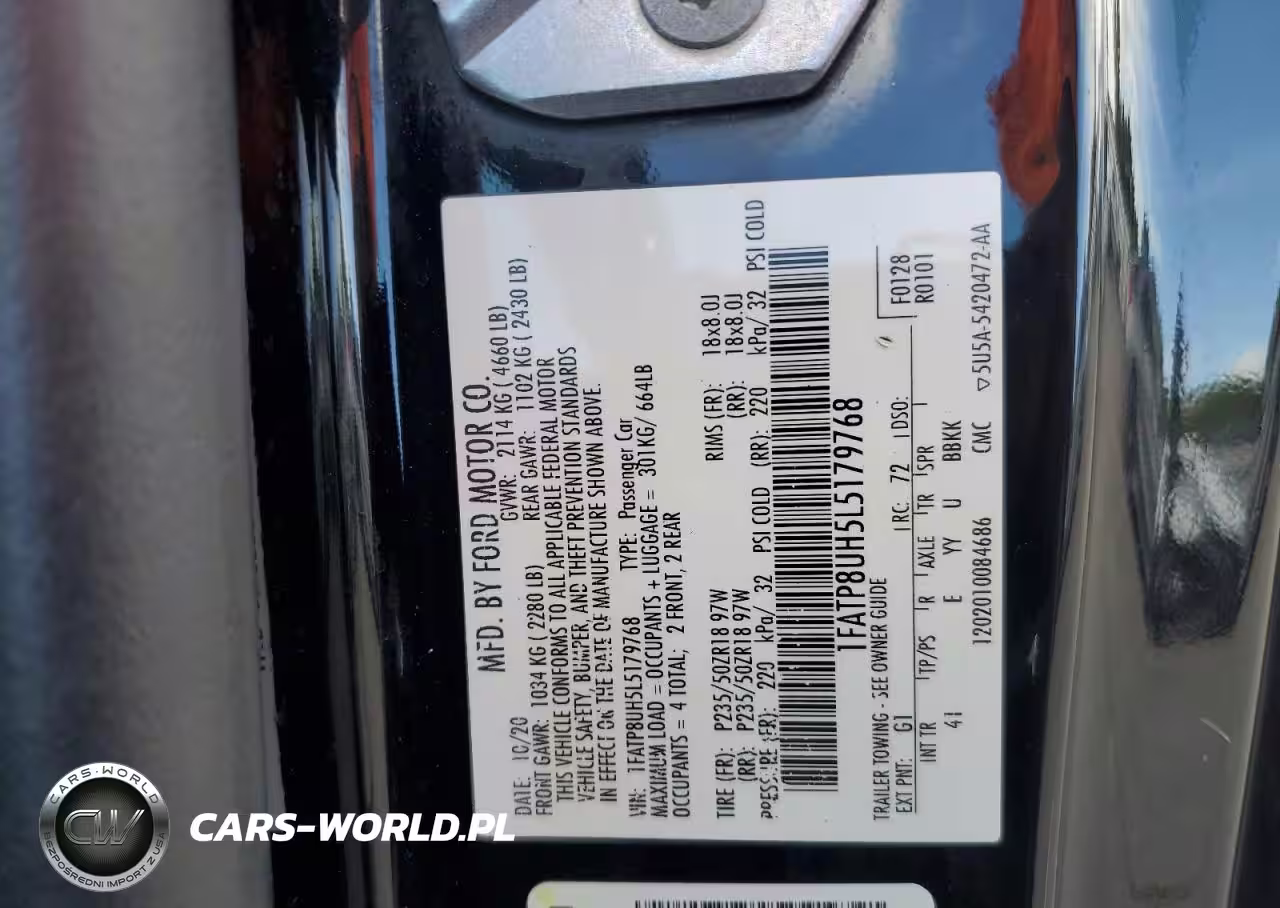 MFD. BY FORD MOTOR CO.
DATE: 10/20 GVWR: 2114 KG ( 4660 LB)
FRONT GAWR: 1034 KG ( 2280 LB) REAR GAWR: 1102 KG ( 2430 LB)
THIS VEHICLE CONFORMS TO ALL APPLICABLE FEDERAL MOTOR
VEHICLE SAFETY, BUMPER, AND THEFT PREVENTION STANDARDS
IN EFFECT ON THE DATE OF MANUFACTURE SHOWN ABOVE.
VIN: 1FATP8UH5L5179768 TYPE: Passenger Car
MAXIMUM LOAD = OCCUPANTS + LUGGAGE = 301KG/ 664LB
OCCUPANTS = 4 TOTAL; 2 FRONT, 2 REAR
TIRE (FR): P235/50ZR18 97W RIMS (FR): 18x8.0J
(RR): P235/50ZR18 97W (RR): 18x8.0J
PRESSURE (FR): 220 kPa/ 32 PSI COLD (RR): 220 kPa/ 32 PSI COLD
1FATP8UH5L5179768
TRAILER TOWING - SEE OWNER GUIDE
F0128
EXT PNT: G1 RC: 72 DSO: R0101
INT TR TP/PS R AXLE TR SPR
41 E YY U BBKK
1202010084686 CMC ▽5U5A-5420472-AA
CARS-WORLD
CW
BEZPOŚREDNI IMPORT Z USA
CARS-WORLD.PL